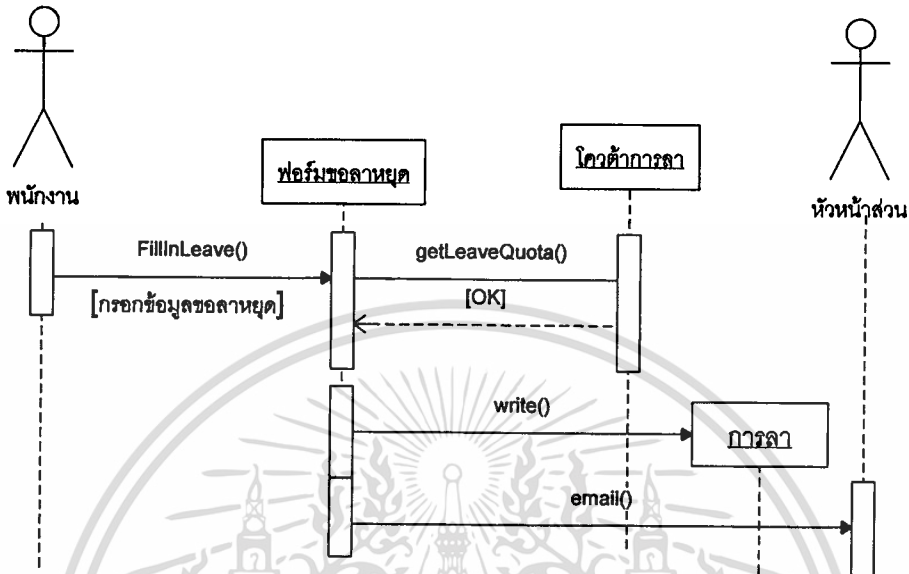 พนักงาน
ฟอร์มขอลาหยุด
โควต้าการลา
หัวหน้าส่วน
FillInLeave()
getLeaveQuota()
[กรอกข้อมูลขอลาหยุด]
[OK]
write()
การลา
email()